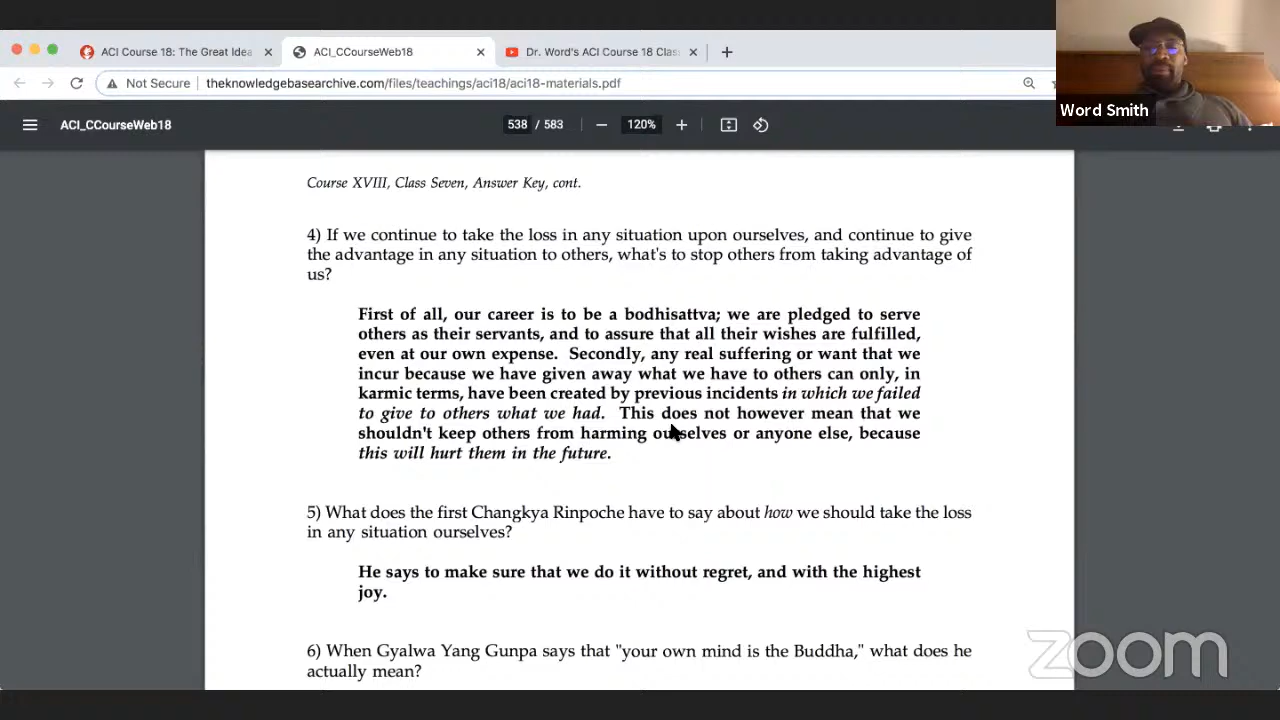 ACI Course 18: The Great Idea
ACI_CCourseWeb18
Dr. Word's ACI Course 18 Clas
Not Secure
theknowledgebasearchive.com/files/teachings/aci18/aci18-materials.pdf
Word Smith
ACI_CCourseWeb18
538 / 583
120%
Course XVIII, Class Seven, Answer Key, cont.
4) If we continue to take the loss in any situation upon ourselves, and continue to give
the advantage in any situation to others, what's to stop others from taking advantage of
us?
First of all, our career is to be a bodhisattva; we are pledged to serve
others as their servants, and to assure that all their wishes are fulfilled,
even at our own expense. Secondly, any real suffering or want that we
incur because we have given away what we have to others can only, in
karmic terms, have been created by previous incidents in which we failed
to give to others what we had. This does not however mean that we
shouldn't keep others from harming ourselves or anyone else, because
this will hurt them in the future.
5) What does the first Changkya Rinpoche have to say about how we should take the loss
in any situation ourselves?
He says to make sure that we do it without regret, and with the highest
joy.
6) When Gyalwa Yang Gunpa says that "your own mind is the Buddha," what does he
actually mean?
zoom